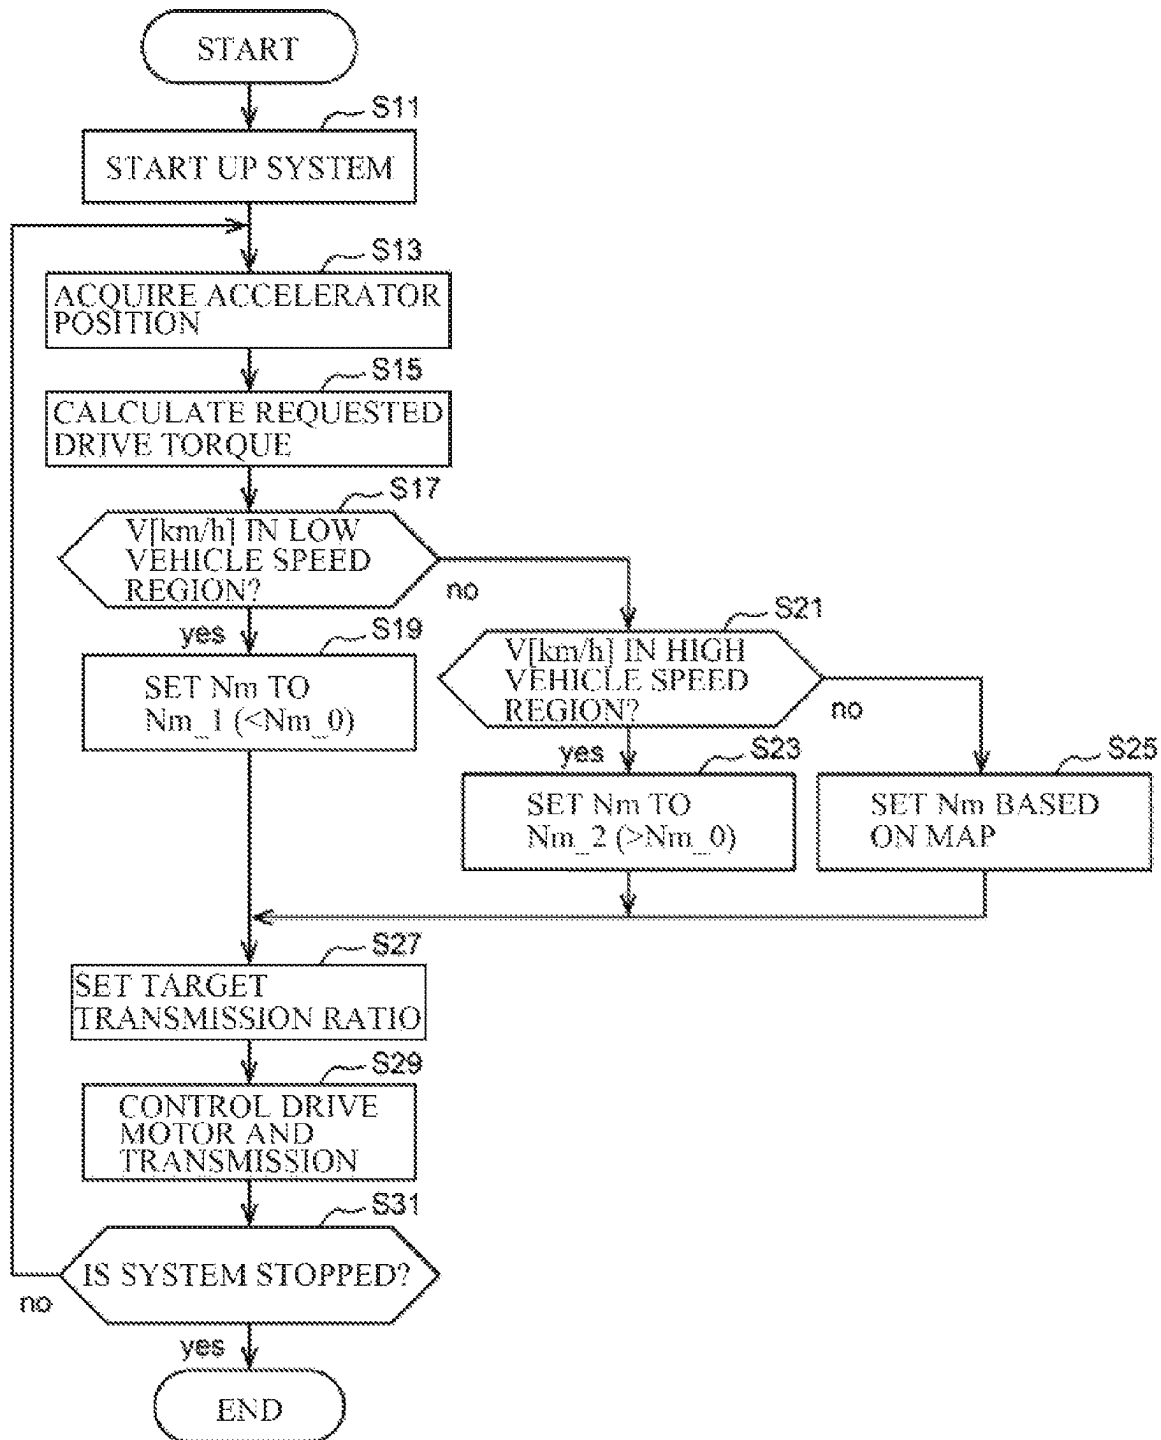 START
S11
START UP SYSTEM
S13
ACQUIRE ACCELERATOR
POSITION
S15
CALCULATE REQUESTED
DRIVE TORQUE
S17
V[km/h] IN LOW
VEHICLE SPEED
REGION?
no
yes
S19
SET Nm TO
Nm_1 (<Nm_0)
S21
V[km/h] IN HIGH
VEHICLE SPEED
REGION?
no
yes
S23
SET Nm TO
Nm_2 (>Nm_0)
S25
SET Nm BASED
ON MAP
S27
SET TARGET
TRANSMISSION RATIO
S29
CONTROL DRIVE
MOTOR AND
TRANSMISSION
S31
IS SYSTEM STOPPED?
no
yes
END